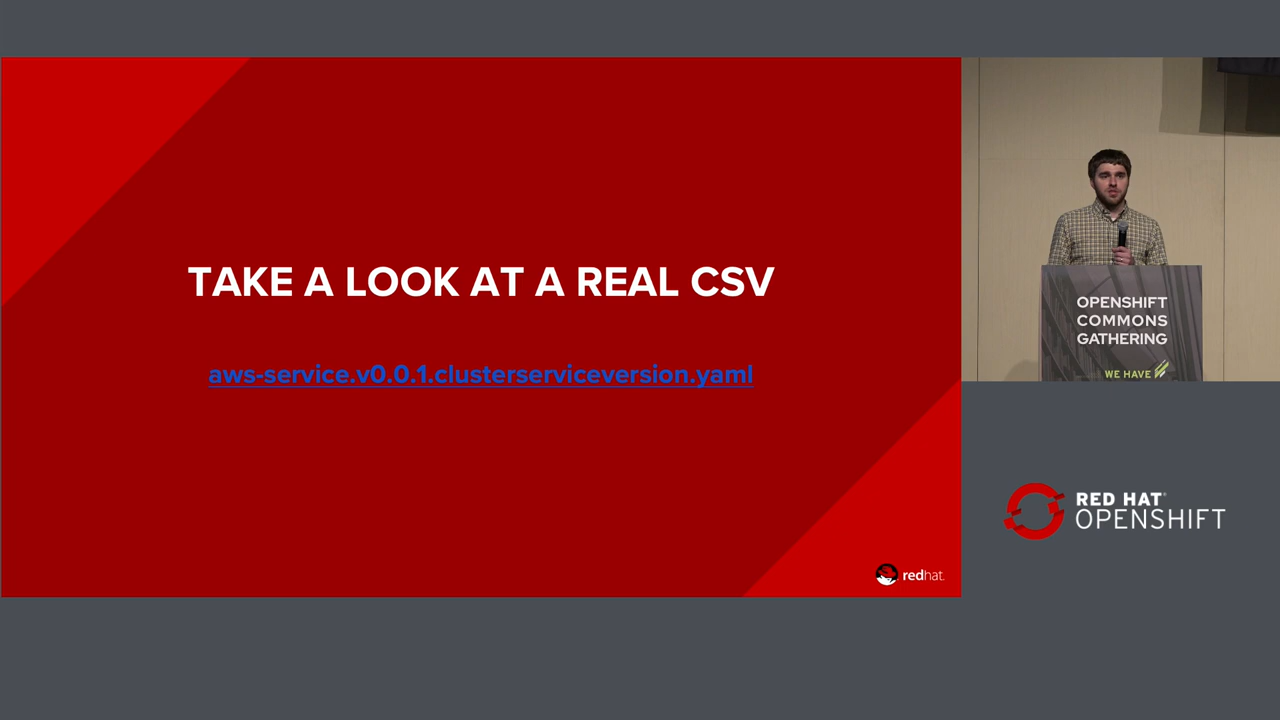 TAKE A LOOK AT A REAL CSV
aws-service.v0.0.1.clusterserviceversion.yaml
redhat.
OPENSHIFT
COMMONS
GATHERING
WE HAVE
RED HAT®
OPENSHIFT